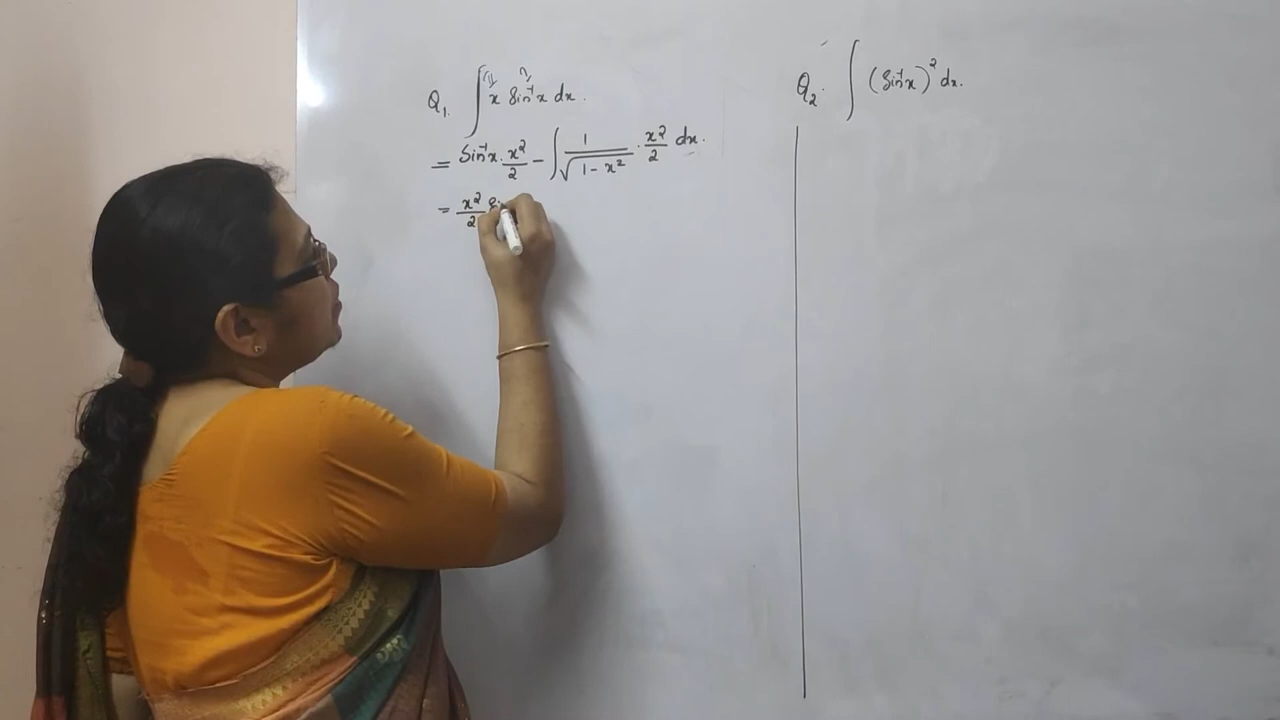 Q1. ∫ x sin⁻¹x dx.
= sin⁻¹x . x²/2 - ∫ 1/√(1-x²) . x²/2 dx.
= x²/2
Q2. ∫ (sin⁻¹x)² dx.